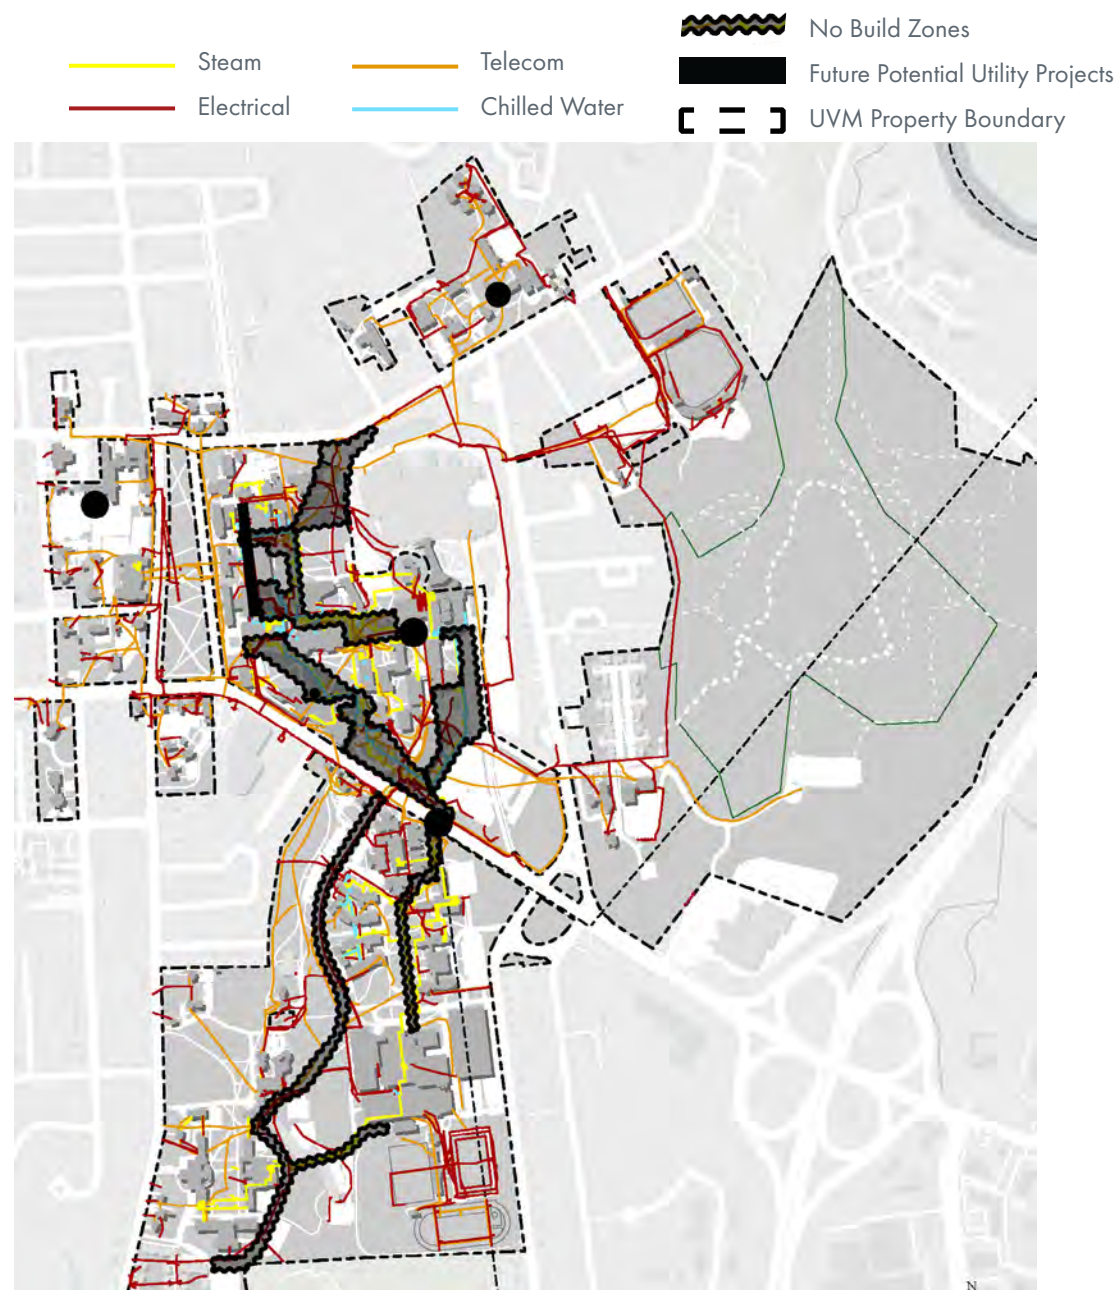 Steam
Electrical
Telecom
Chilled Water
No Build Zones
Future Potential Utility Projects
UVM Property Boundary
N